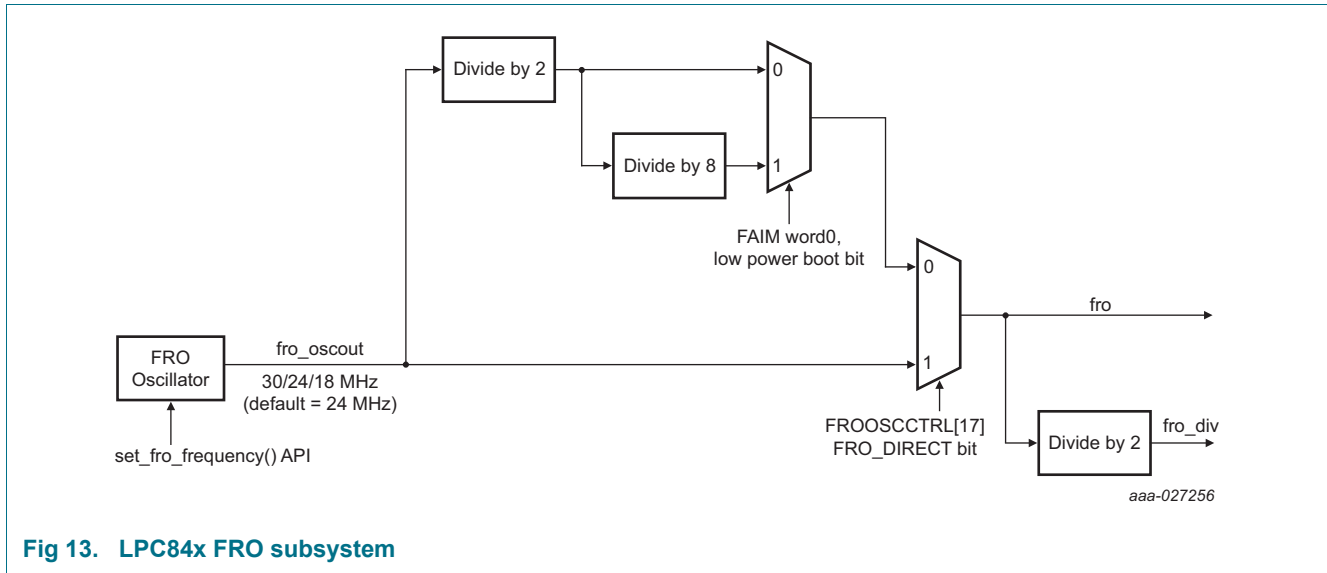 Divide by 2
0
Divide by 8
1
FAIM word0,
low power boot bit
0
fro
FRO
Oscillator
fro_oscout
30/24/18 MHz
(default = 24 MHz)
1
set_fro_frequency() API
FROOSCCTRL[17]
FRO_DIRECT bit
Divide by 2
fro_div
aaa-027256
Fig 13. LPC84x FRO subsystem